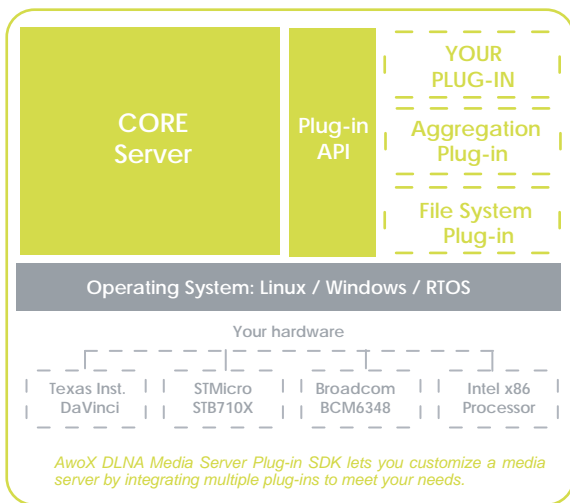 CORE
Server
Plug-in
API
YOUR
PLUG-IN
Aggregation
Plug-in
File System
Plug-in
Operating System: Linux / Windows / RTOS
Your hardware
Texas Inst.
DaVinci
STMicro
STB710X
Broadcom
BCM6348
Intel x86
Processor
AwoX DLNA Media Server Plug-in SDK lets you customize a media
server by integrating multiple plug-ins to meet your needs.